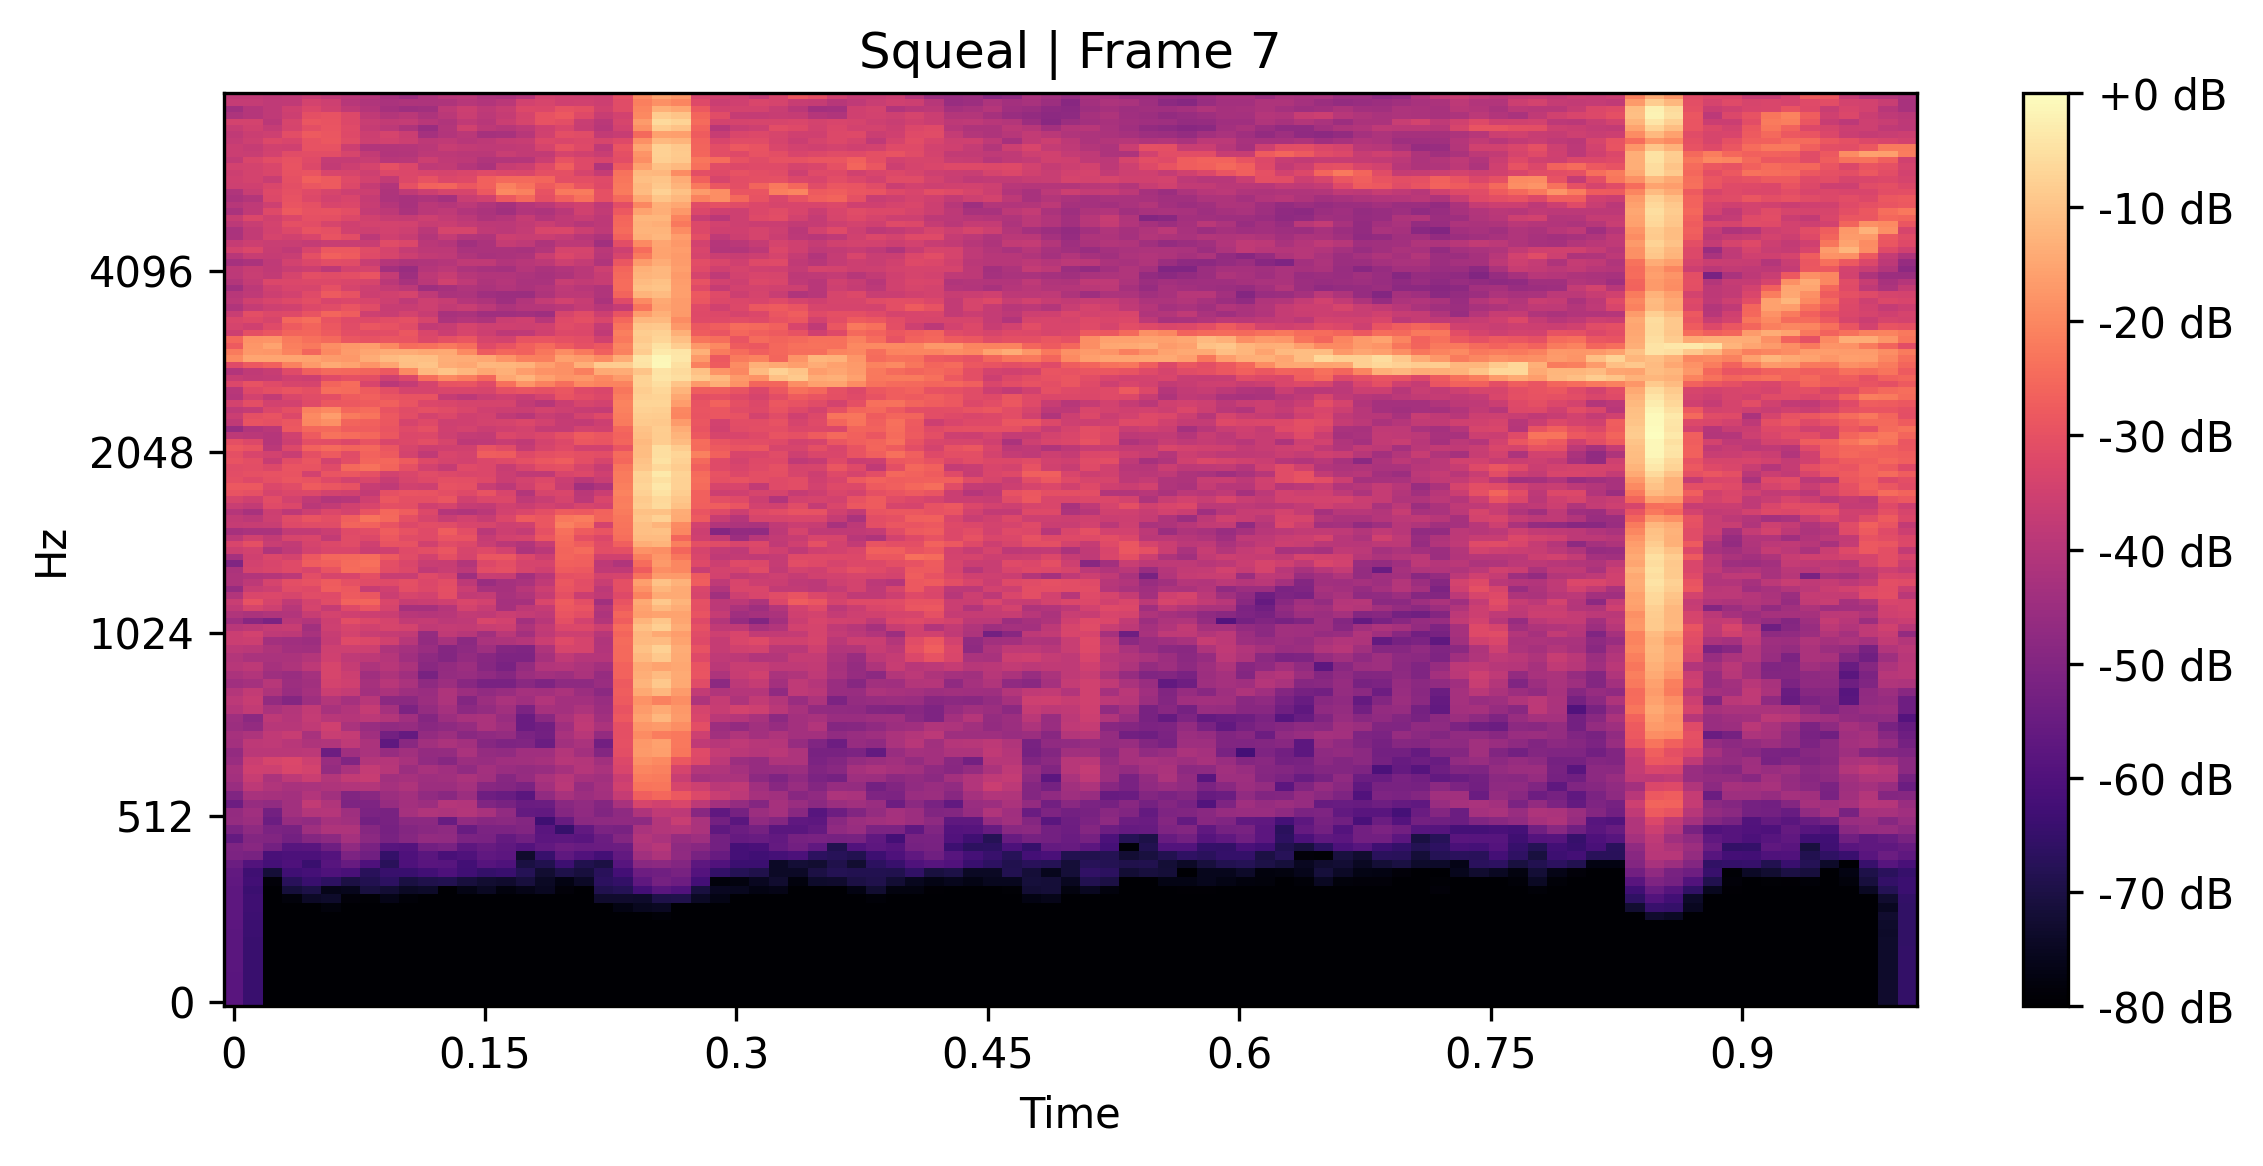 Squeal | Frame 7
Hz
4096
2048
1024
512
0
0 0.15 0.3 0.45 0.6 0.75 0.9
Time
+0 dB
-10 dB
-20 dB
-30 dB
-40 dB
-50 dB
-60 dB
-70 dB
-80 dB